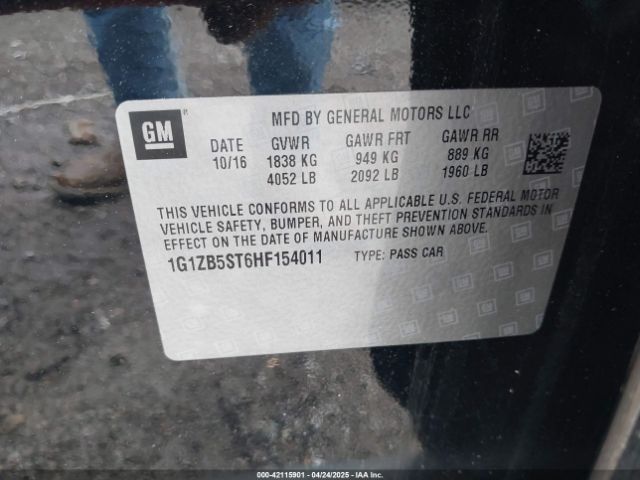 GM
MFD BY GENERAL MOTORS LLC
DATE GVWR GAWR FRT GAWR RR
10/16 1838 KG 949 KG 889 KG
4052 LB 2092 LB 1960 LB
THIS VEHICLE CONFORMS TO ALL APPLICABLE U.S. FEDERAL MOTOR
VEHICLE SAFETY, BUMPER, AND THEFT PREVENTION STANDARDS IN
EFFECT ON THE DATE OF MANUFACTURE SHOWN ABOVE.
1G1ZB5ST6HF154011 TYPE: PASS CAR
000-42115901 - 04/24/2025 - www.iaai.com